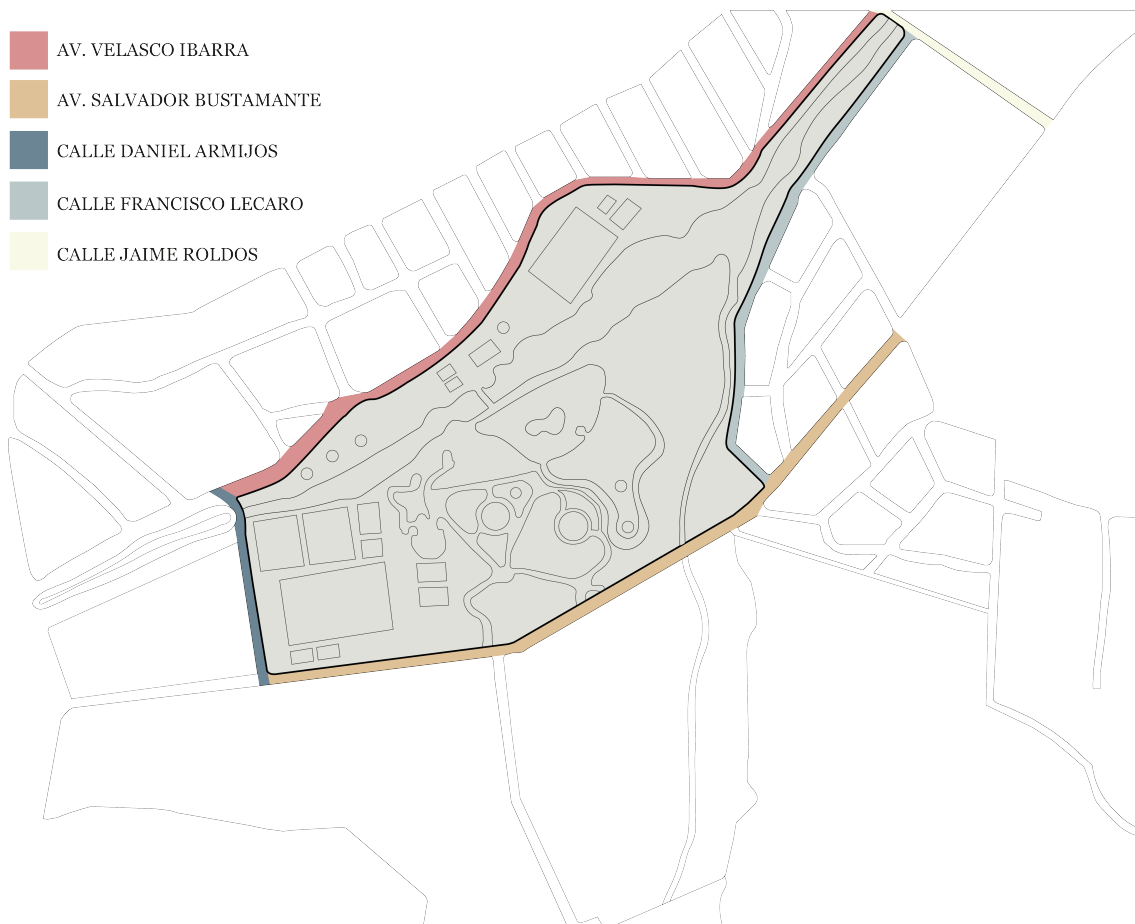 AV. VELASCO IBARRA
AV. SALVADOR BUSTAMANTE
CALLE DANIEL ARMIJOS
CALLE FRANCISCO LECARO
CALLE JAIME ROLDOS